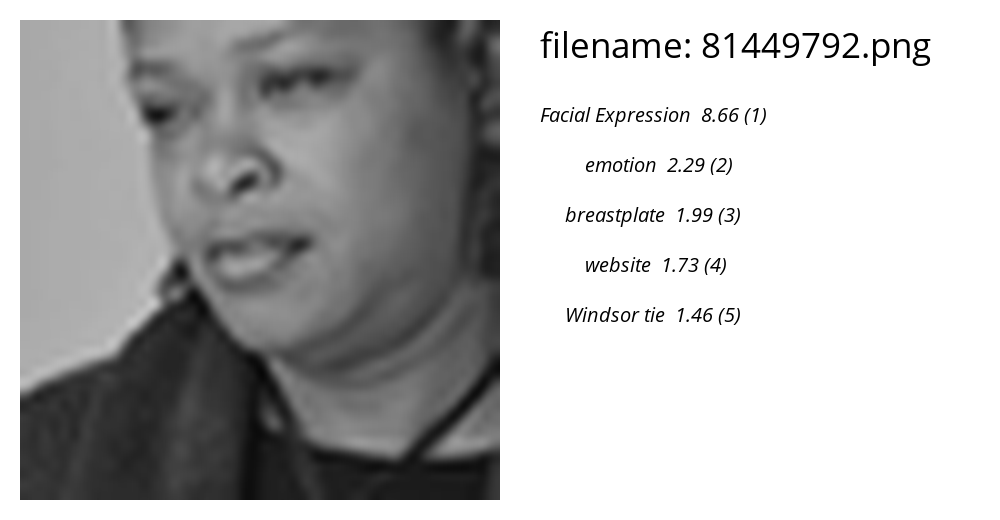 filename: 81449792.png
Facial Expression 8.66 (1)
emotion 2.29 (2)
breastplate 1.99 (3)
website 1.73 (4)
Windsor tie 1.46 (5)